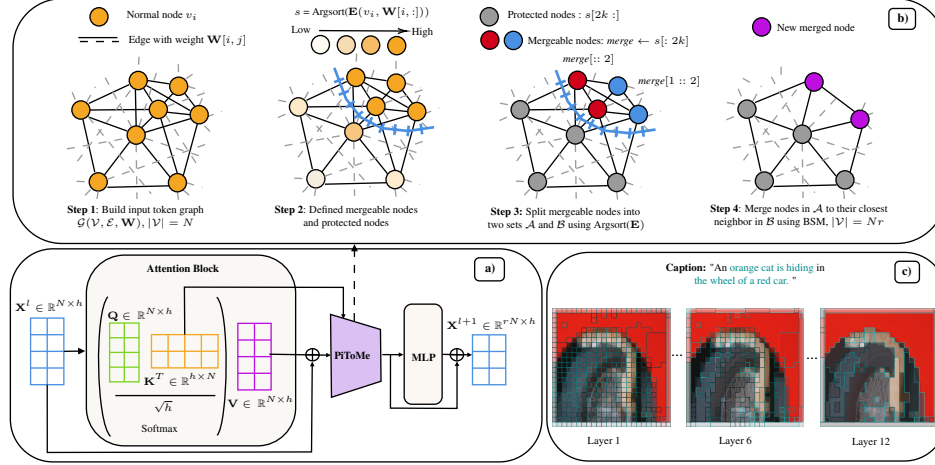 Normal node $v_i$
Edge with weight $\mathbf{W}[i, j]$
Step 1: Build input token graph
$\mathcal{G}(\mathcal{V}, \mathcal{E}, \mathbf{W}), |\mathcal{V}| = N$
$s = \text{Argsort}(\mathbf{E}(v_i, \mathbf{W}[i, :]))$
Low High
Step 2: Defined mergeable nodes
and protected nodes
Protected nodes : $s[2k :]$
Mergeable nodes: $merge \leftarrow s[: 2k]$
$merge[:: 2]$
$merge[1 :: 2]$
Step 3: Split mergeable nodes into
two sets $\mathcal{A}$ and $\mathcal{B}$ using Argsort($\mathbf{E}$)
New merged node
Step 4: Merge nodes in $\mathcal{A}$ to their closest
neighbor in $\mathcal{B}$ using BSM, $|\mathcal{V}| = Nr$
b)
a)
Attention Block
$\mathbf{X}^l \in \mathbb{R}^{N \times h}$
$\mathbf{Q} \in \mathbb{R}^{N \times h}$
$\mathbf{K}^T \in \mathbb{R}^{h \times N}$
$\sqrt{h}$
Softmax
$\mathbf{V} \in \mathbb{R}^{N \times h}$
PiToMe
MLP
$\mathbf{X}^{l+1} \in \mathbb{R}^{rN \times h}$
c)
Caption: "An orange cat is hiding in
the wheel of a red car. "
... ...
Layer 1 Layer 6 Layer 12